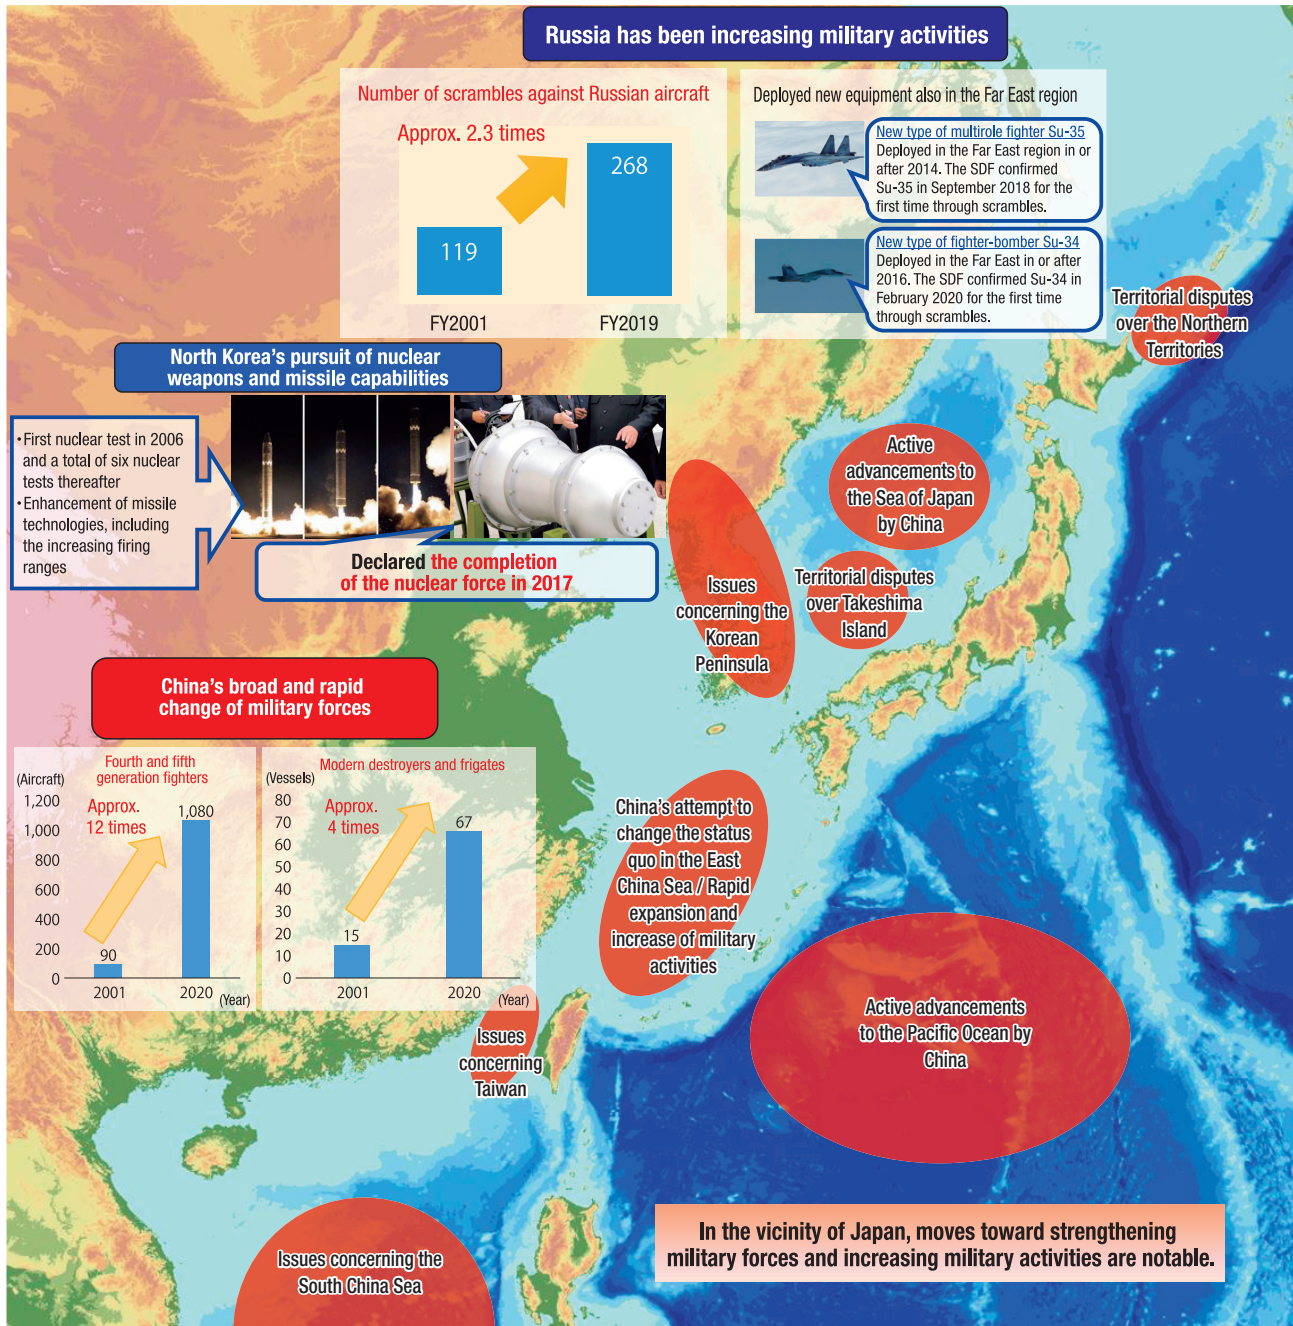 Russia has been increasing military activities
Number of scrambles against Russian aircraft
Approx. 2.3 times
119
268
FY2001
FY2019
Deployed new equipment also in the Far East region
New type of multirole fighter Su-35
Deployed in the Far East region in or
after 2014. The SDF confirmed
Su-35 in September 2018 for the
first time through scrambles.
New type of fighter-bomber Su-34
Deployed in the Far East in or after
2016. The SDF confirmed Su-34 in
February 2020 for the first time
through scrambles.
Territorial disputes
over the Northern
Territories
North Korea's pursuit of nuclear
weapons and missile capabilities
•First nuclear test in 2006
and a total of six nuclear
tests thereafter
•Enhancement of missile
technologies, including
the increasing firing
ranges
Declared the completion
of the nuclear force in 2017
Active
advancements to
the Sea of Japan
by China
Issues
concerning the
Korean
Peninsula
Territorial disputes
over Takeshima
Island
China's broad and rapid
change of military forces
Fourth and fifth
generation fighters
(Aircraft)
Approx.
12 times
1,200
1,000
800
600
400
200
0
90
1,080
2001
2020
(Year)
Modern destroyers and frigates
(Vessels)
Approx.
4 times
80
70
60
50
40
30
20
10
0
15
67
2001
2020
(Year)
China's attempt to
change the status
quo in the East
China Sea / Rapid
expansion and
increase of military
activities
Issues
concerning
Taiwan
Active advancements
to the Pacific Ocean by
China
Issues concerning the
South China Sea
In the vicinity of Japan, moves toward strengthening
military forces and increasing military activities are notable.